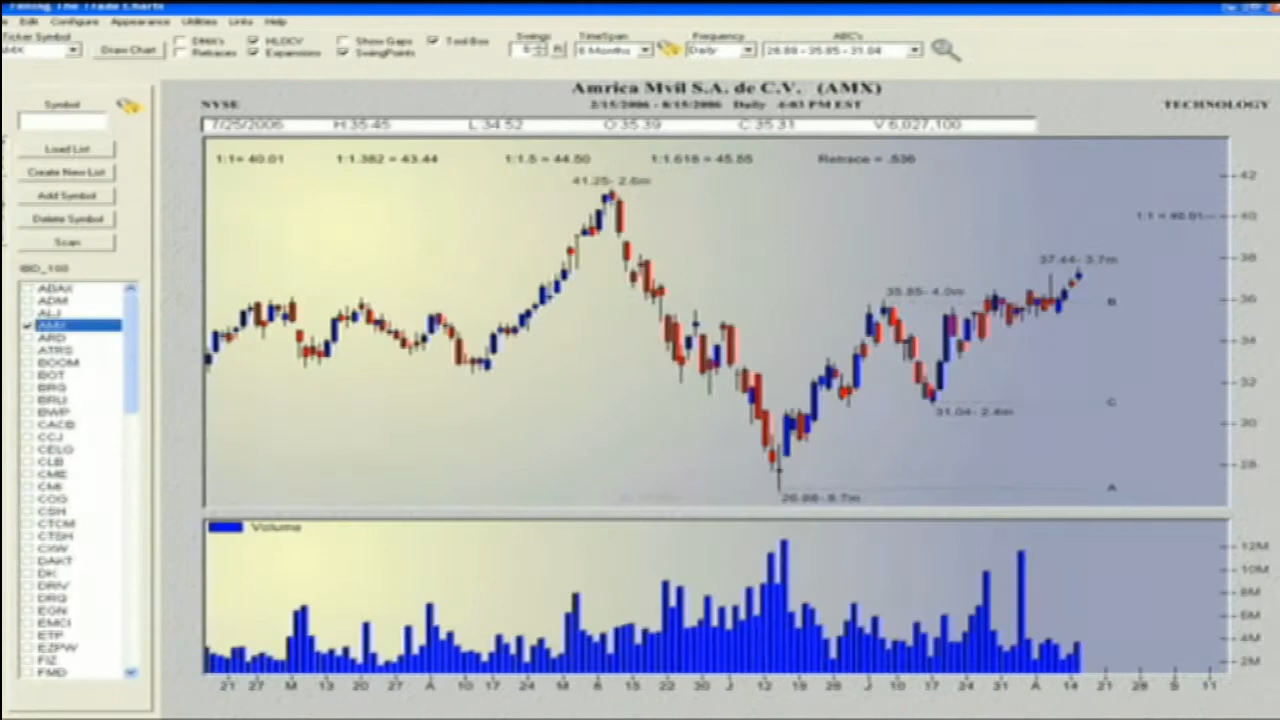 Timing The Trade Charts
Edit Configure Appearance Utilities Links Help
Ticker Symbol
AMX
Draw Chart
DMA's
Retraces
HLOCV
Expansions
Show Gaps
SwingPoints
Tool Box
Swings
TimeSpan
6 Months
Frequency
Daily
ABC's
26.88 - 35.85 - 31.04
Amrica Mvil S.A. de C.V. (AMX)
NYSE
2/15/2006 - 8/15/2006 Daily 4:03 PM EST
TECHNOLOGY
7/25/2006 H:35.45 L:34.52 O:35.39 C:35.31 V:6,027,100
1:1= 40.01 1:1.382 = 43.44 1:1.5 = 44.50 1:1.618 = 45.55 Retrace = .536
Symbol
Load List
Create New List
Add Symbol
Delete Symbol
Scan
IBD_100
ABAX
ADM
ALJ
AMX
ARD
ATRS
BOOM
BOT
BRG
BRLI
BWP
CACB
CCJ
CELG
CLB
CME
CMI
COG
CSH
CTCM
CTSH
CXW
DAKT
DK
DRIV
DRQ
EGN
EMCI
ETP
EZPW
FIZ
FMD
41.25- 2.6m
1:1 = 40.01
37.44- 3.7m
35.85- 4.0m
B
C
31.04- 2.4m
A
26.88- 8.7m
42
40
38
36
34
32
30
28
Volume
12M
10M
8M
6M
4M
2M
21 27 M 13 20 27 A 10 17 24 M 8 15 22 30 J 12 19 26 J 10 17 24 31 A 14 21 28 S 11